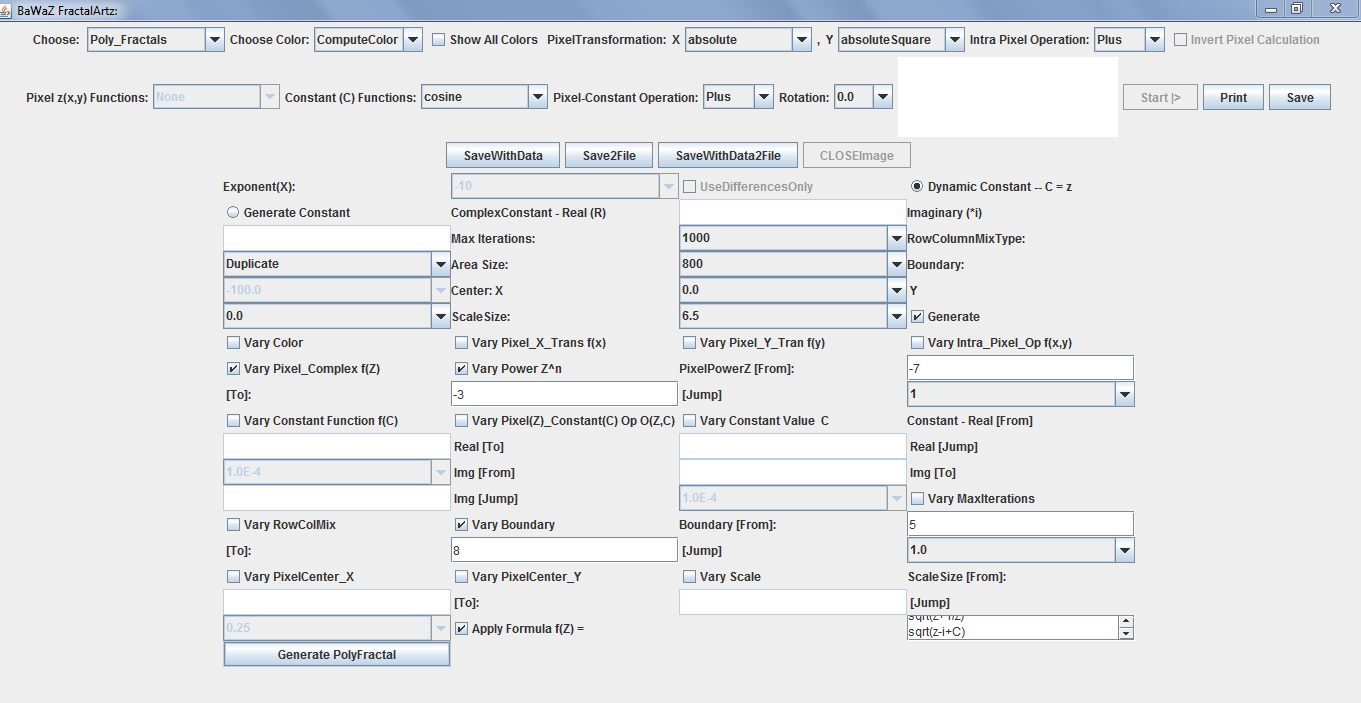 BaWaZ FractalArtz:
Choose: Poly_Fractals Choose Color: ComputeColor Show All Colors PixelTransformation: X absolute , Y absoluteSquare Intra Pixel Operation: Plus Invert Pixel Calculation
Pixel z(x,y) Functions: None Constant (C) Functions: cosine Pixel-Constant Operation: Plus Rotation: 0.0 Start |> Print Save
SaveWithData Save2File SaveWithData2File CLOSEImage
Exponent(X): -10 UseDifferencesOnly Dynamic Constant -- C = z
Generate Constant ComplexConstant - Real (R) Imaginary (*i)
Max Iterations: 1000 RowColumnMixType:
Duplicate Area Size: 800 Boundary:
-100.0 Center: X 0.0 Y
0.0 ScaleSize: 6.5 Generate
Vary Color Vary Pixel_X_Trans f(x) Vary Pixel_Y_Tran f(y) Vary Intra_Pixel_Op f(x,y)
Vary Pixel_Complex f(Z) Vary Power Z^n PixelPowerZ [From]: -7
[To]: -3 [Jump] 1
Vary Constant Function f(C) Vary Pixel(Z)_Constant(C) Op O(Z,C) Vary Constant Value C Constant - Real [From]
Real [To] Real [Jump]
1.0E-4 Img [From] Img [To]
Img [Jump] 1.0E-4 Vary MaxIterations
Vary RowColMix Vary Boundary Boundary [From]: 5
[To]: 8 [Jump] 1.0
Vary PixelCenter_X Vary PixelCenter_Y Vary Scale ScaleSize [From]:
[To]: [Jump]
0.25 Apply Formula f(Z) = sqrt(z-i+C)
Generate PolyFractal